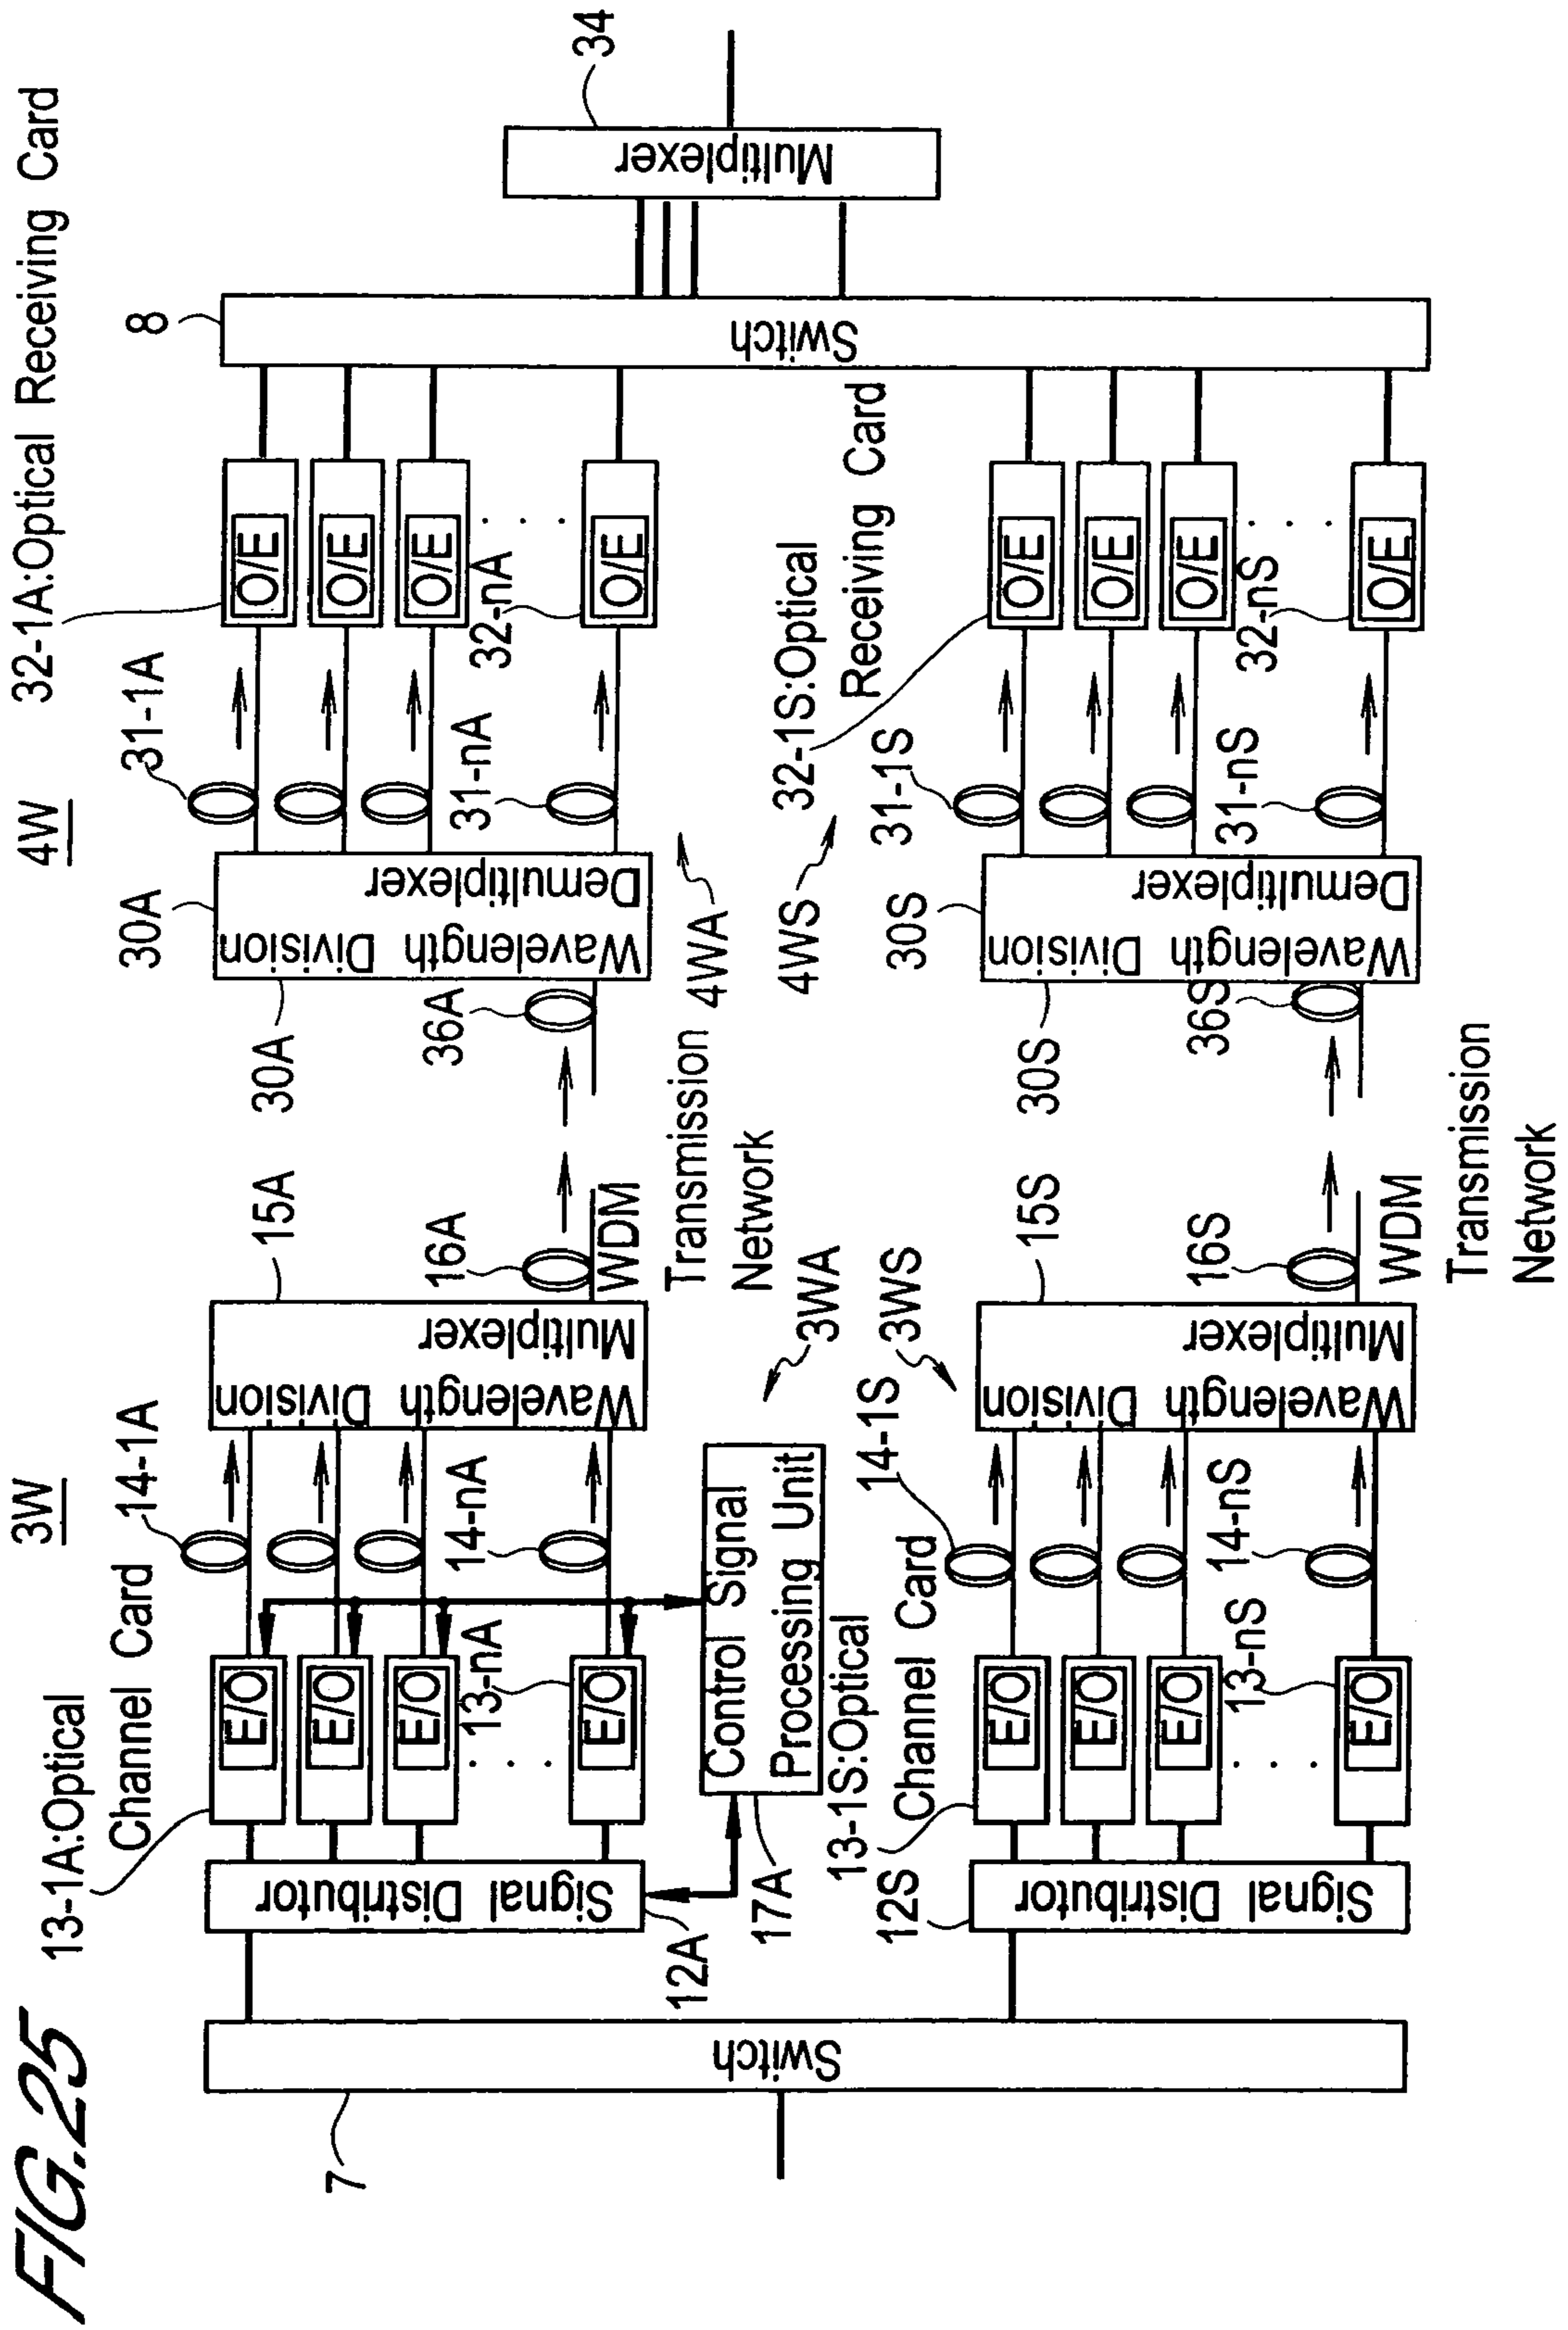 FIG.25
3W
4W
13-1A:Optical
Channel Card
14-1A
15A
30A
31-1A
32-1A:Optical Receiving Card
8
34
7
Switch
Signal Distributor
12A
E/O
E/O
E/O
E/O
13-nA
. . .
14-nA
Wavelength Division
Multiplexer
16A
WDM
Transmission
Network
36A
30A
Wavelength Division
Demultiplexer
31-nA
O/E
O/E
O/E
O/E
32-nA
. . .
Switch
Multiplexer
17A
Control Signal
Processing Unit
3WA
4WA
3WS
4WS
13-1S:Optical
Channel Card
14-1S
15S
30S
31-1S
32-1S:Optical
Receiving Card
12S
Signal Distributor
E/O
E/O
E/O
E/O
13-nS
. . .
14-nS
Wavelength Division
Multiplexer
16S
WDM
Transmission
Network
36S
30S
Wavelength Division
Demultiplexer
31-nS
O/E
O/E
O/E
O/E
32-nS
. . .